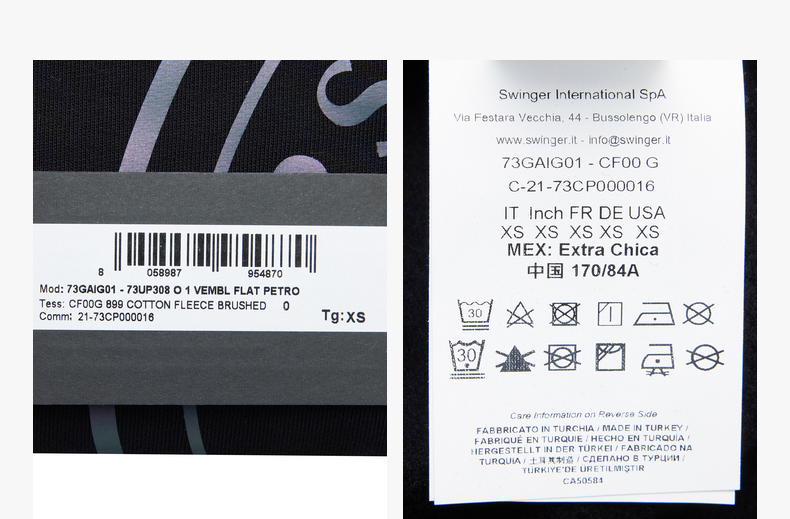 8 058987 954870
Mod: 73GAIG01 - 73UP308 O 1 VEMBL FLAT PETRO
Tess: CF00G 899 COTTON FLEECE BRUSHED 0
Comm: 21-73CP000016
Tg: XS
Swinger International SpA
Via Festara Vecchia, 44 - Bussolengo (VR) Italia
www.swinger.it - info@swinger.it
73GAIG01 - CF00 G
C-21-73CP000016
IT Inch FR DE USA
XS XS XS XS XS
MEX: Extra Chica
中国 170/84A
30
30
Care Information on Reverse Side
FABBRICATO IN TURCHIA / MADE IN TURKEY /
FABRIQUÉ EN TURQUIE / HECHO EN TURQUIA /
HERGESTELLT IN DER TÜRKEI / FABRICADO NA
TURQUIA / 土耳其制造 / СДЕЛАНО В ТУРЦИИ /
TÜRKIYE'DE ÜRETILMIŞTIR
CA50584